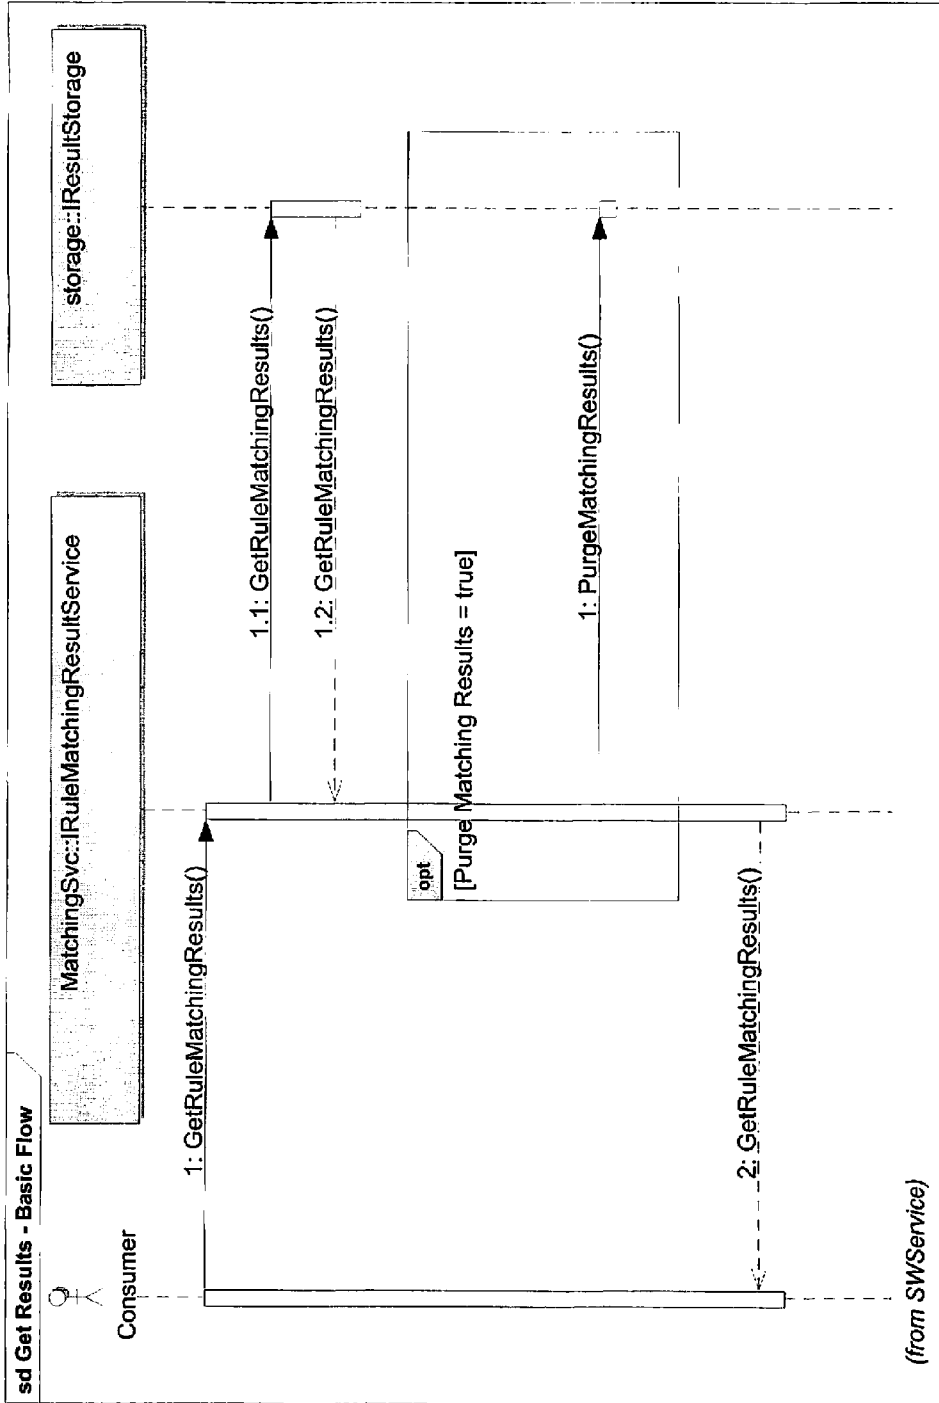 sd Get Results - Basic Flow
Consumer
MatchingSvc::IRuleMatchingResultService
storage::IResultStorage
1: GetRuleMatchingResults()
1.1: GetRuleMatchingResults()
1.2: GetRuleMatchingResults()
opt
[Purge Matching Results = true]
1: PurgeMatchingResults()
2: GetRuleMatchingResults()
(from SWService)